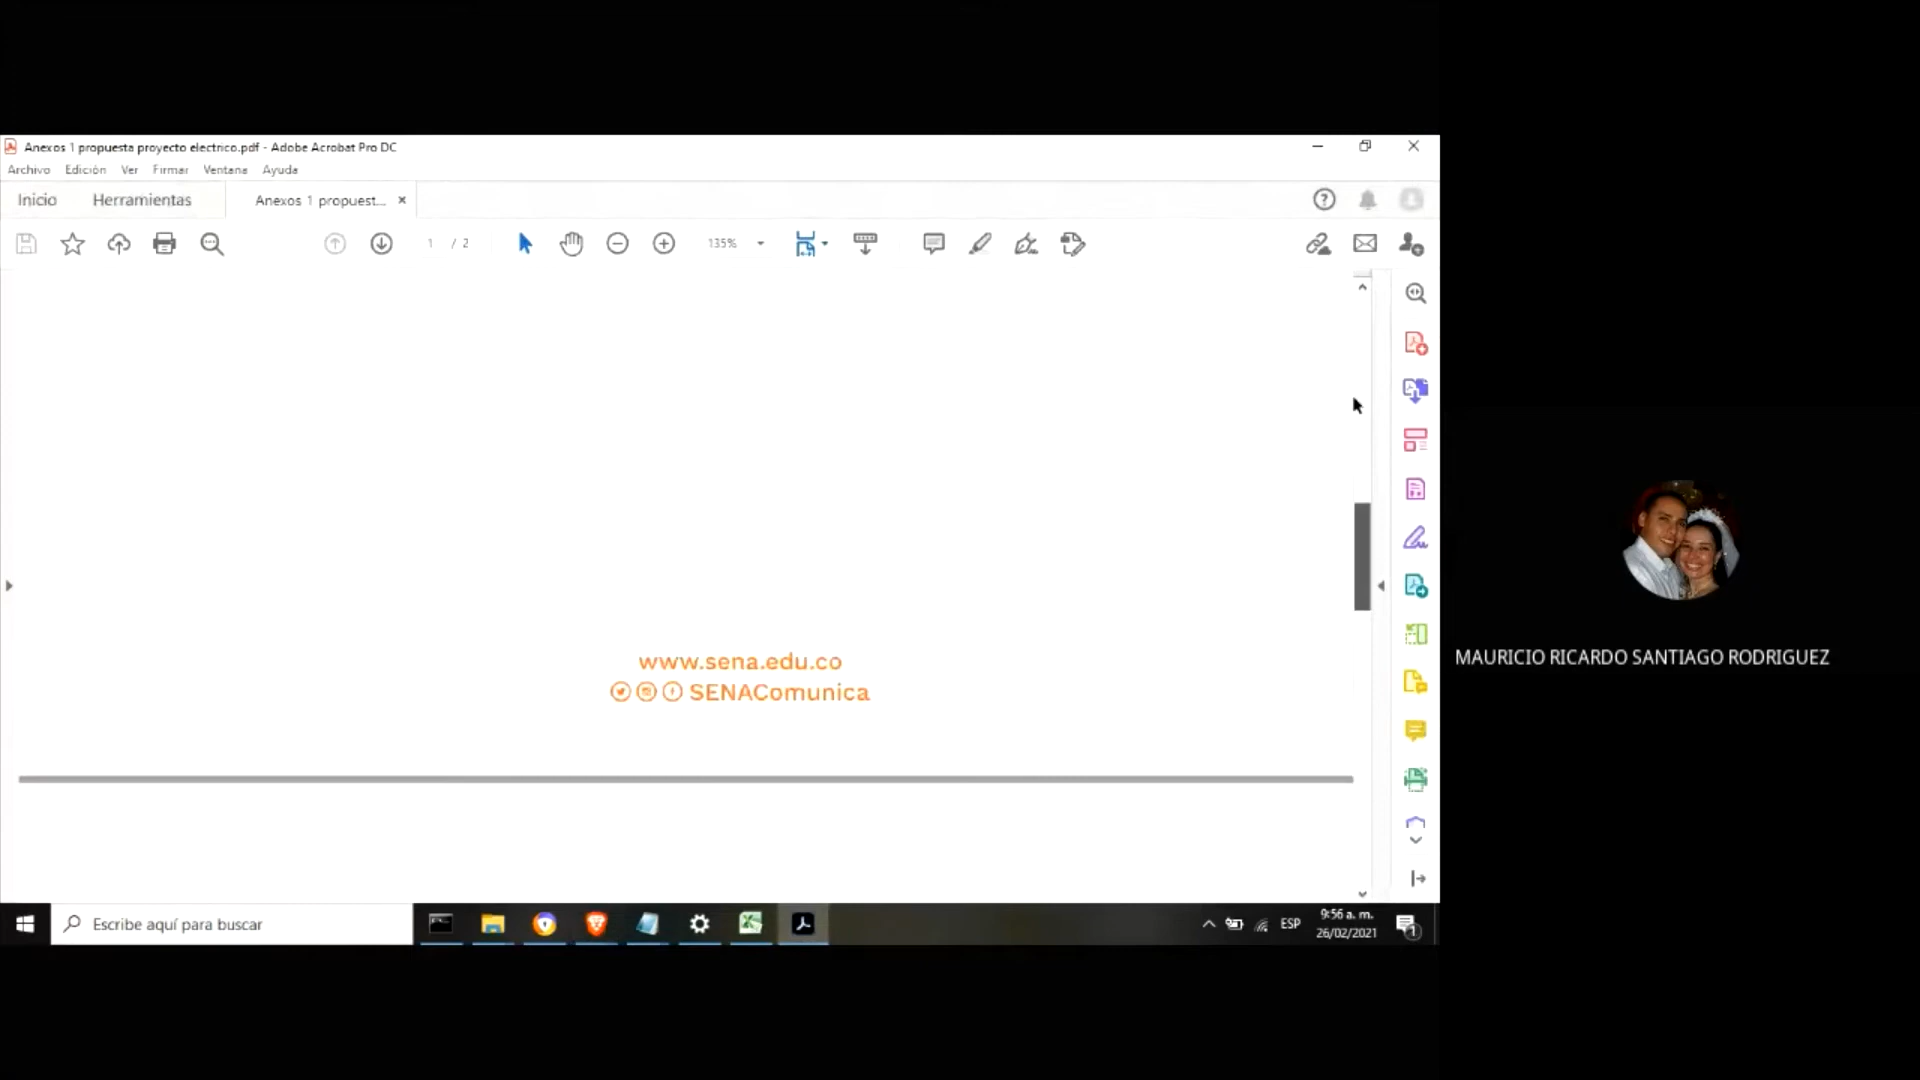 Anexos 1 propuesta proyecto electrico.pdf - Adobe Acrobat Pro DC
Archivo Edición Ver Firmar Ventana Ayuda
Inicio Herramientas Anexos 1 propuest... ×
1 / 2 135%
www.sena.edu.co
SENAComunica
MAURICIO RICARDO SANTIAGO RODRIGUEZ
Escribe aquí para buscar
ESP
9:56 a. m.
26/02/2021
1